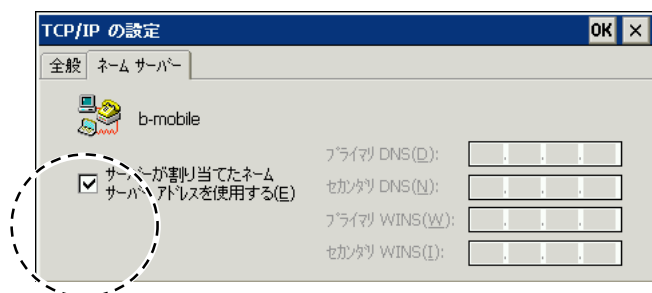 TCP/IP の設定
OK ×
全般 ネーム サーバー
b-mobile
サーバーが割り当てたネーム
サーバー アドレスを使用する(E)
プライマリ DNS(D):
セカンダリ DNS(N):
プライマリ WINS(W):
セカンダリ WINS(I):